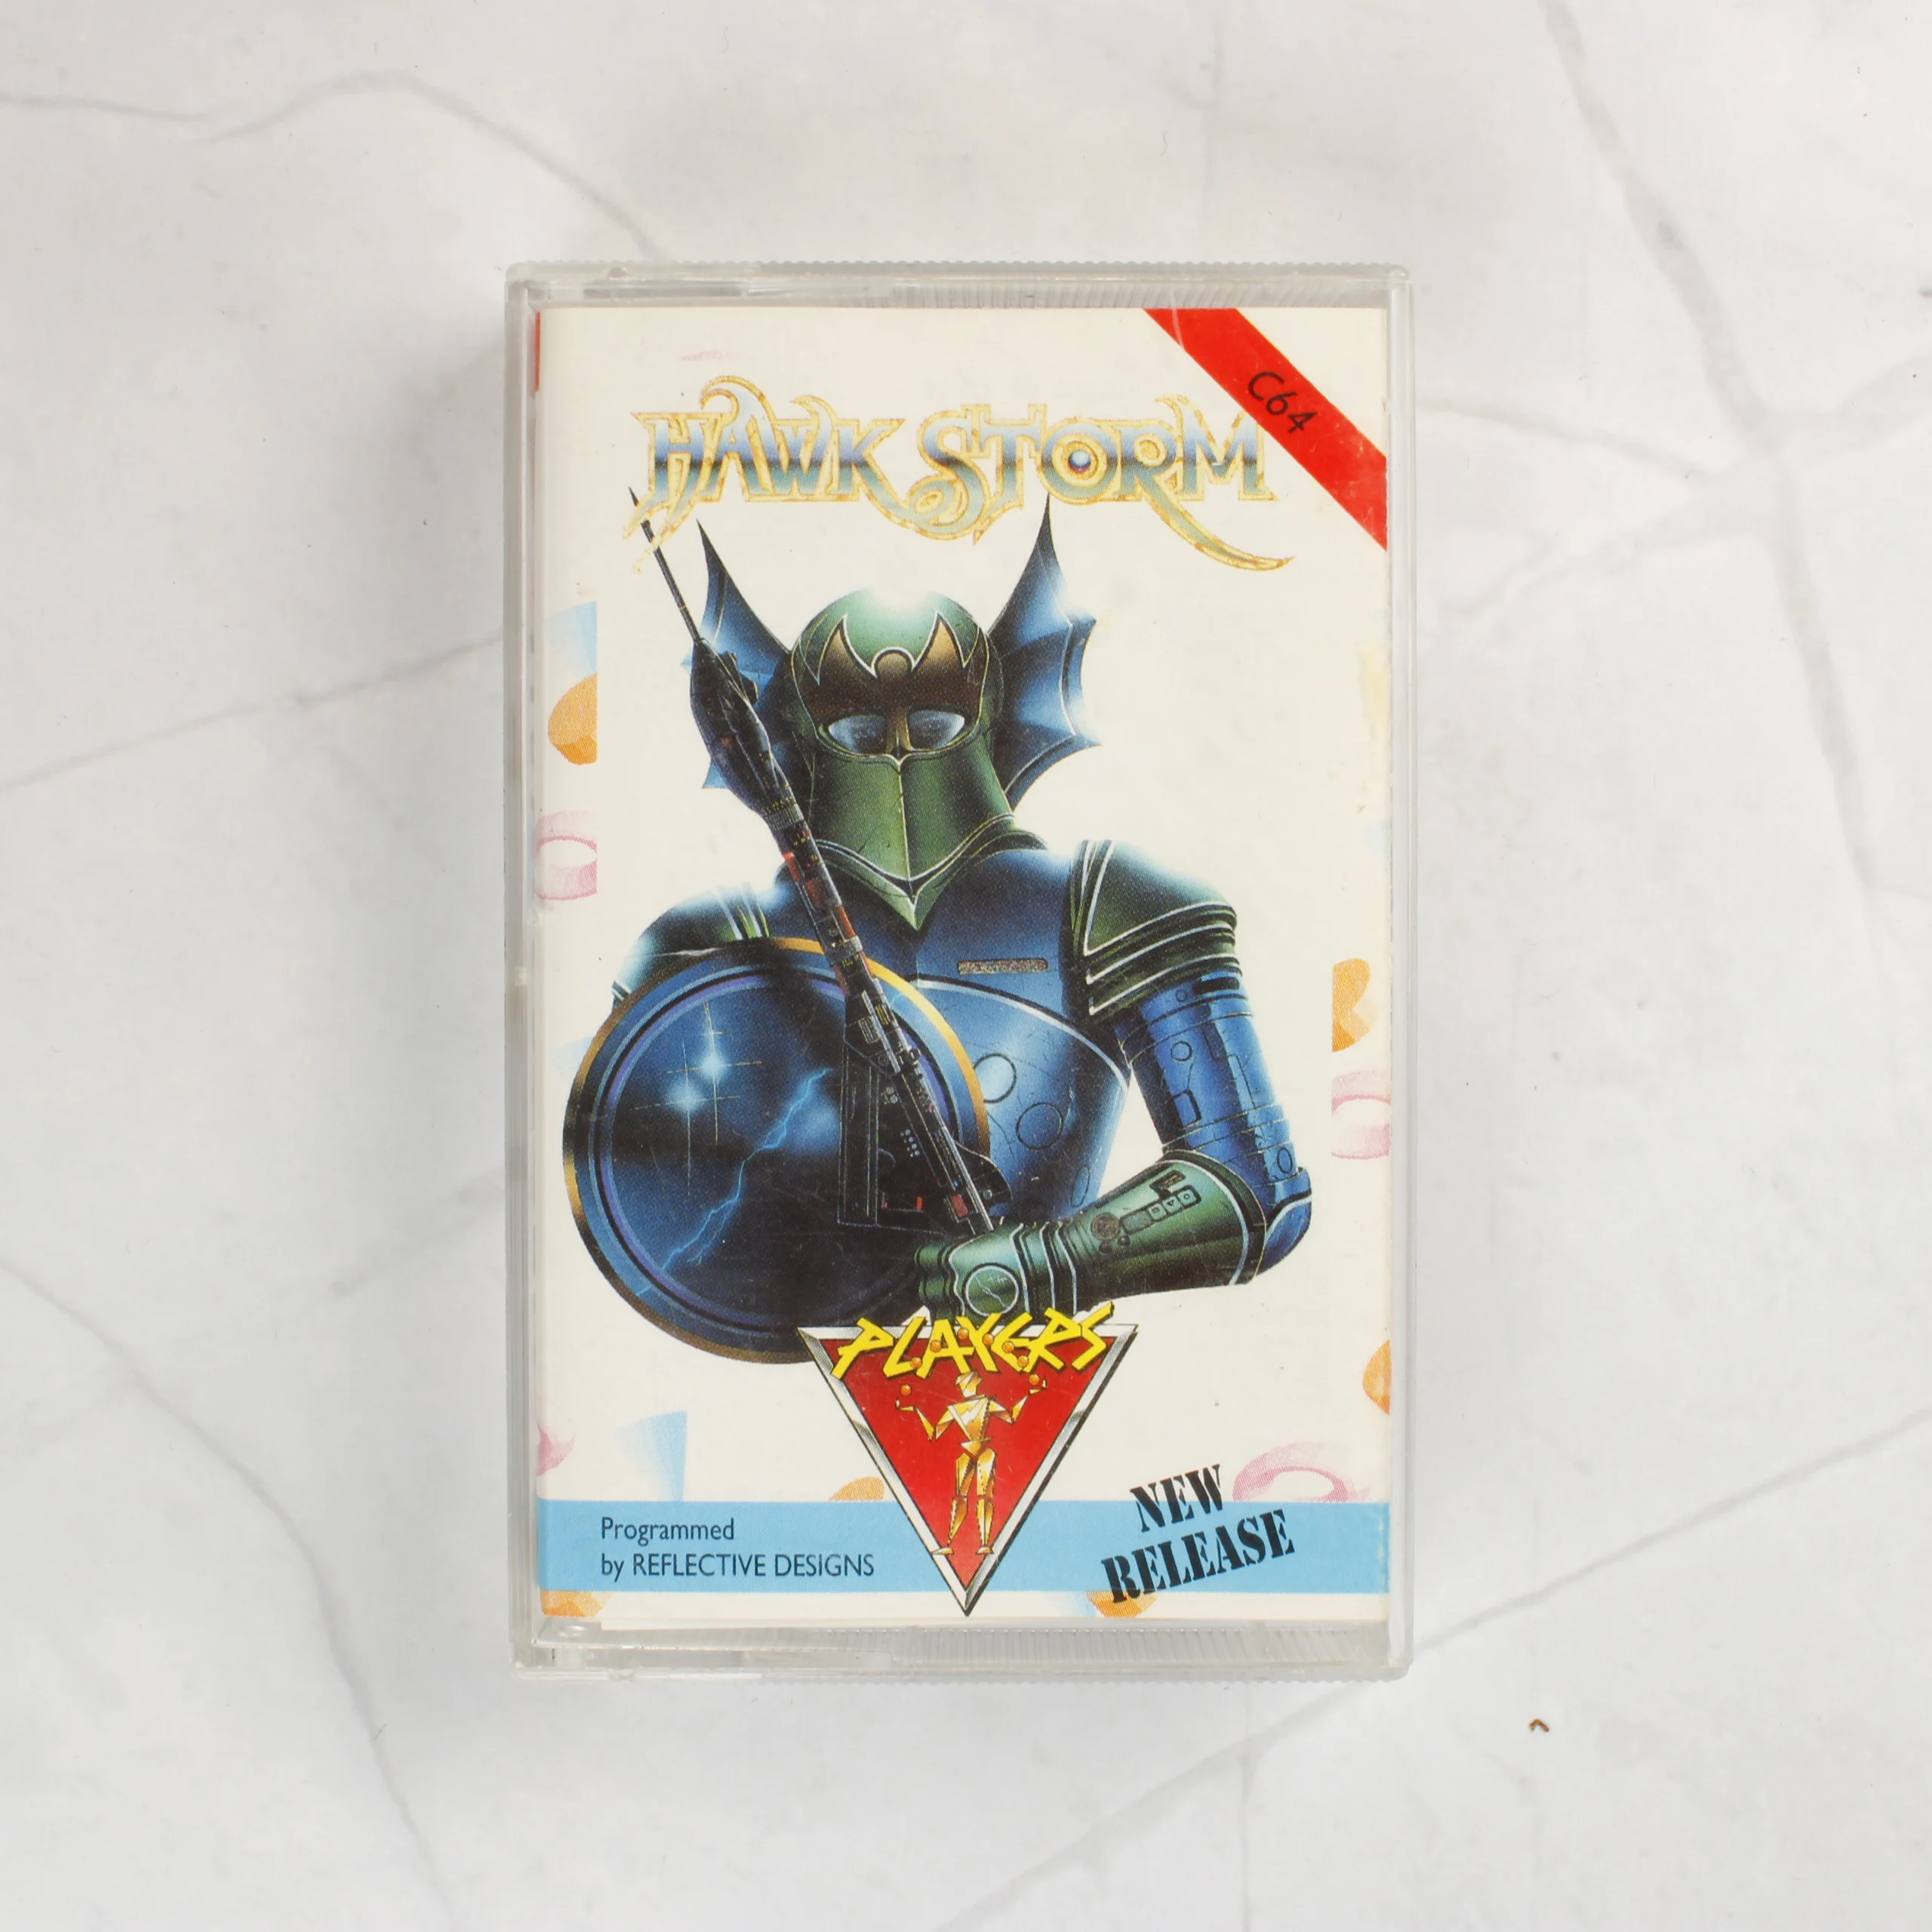 HAWK STORM
C64
PLAYERS
Programmed
by REFLECTIVE DESIGNS
NEW
RELEASE